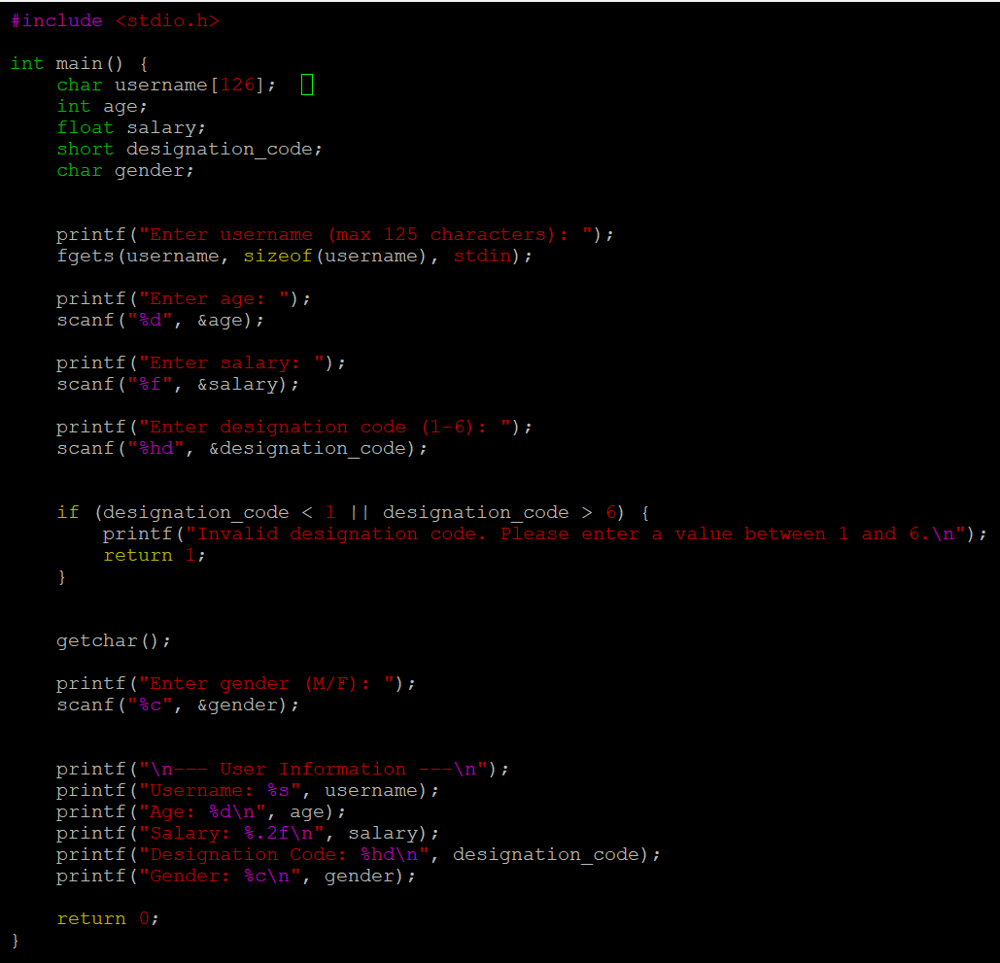 #include <stdio.h>
int main() {
    char username[126];
    int age;
    float salary;
    short designation_code;
    char gender;
    printf("Enter username (max 125 characters): ");
    fgets(username, sizeof(username), stdin);
    printf("Enter age: ");
    scanf("%d", &age);
    printf("Enter salary: ");
    scanf("%f", &salary);
    printf("Enter designation code (1-6): ");
    scanf("%hd", &designation_code);
    if (designation_code < 1 || designation_code > 6) {
        printf("Invalid designation code. Please enter a value between 1 and 6.\n");
        return 1;
    }
    getchar();
    printf("Enter gender (M/F): ");
    scanf("%c", &gender);
    printf("\n--- User Information ---\n");
    printf("Username: %s", username);
    printf("Age: %d\n", age);
    printf("Salary: %.2f\n", salary);
    printf("Designation Code: %hd\n", designation_code);
    printf("Gender: %c\n", gender);
    return 0;
}